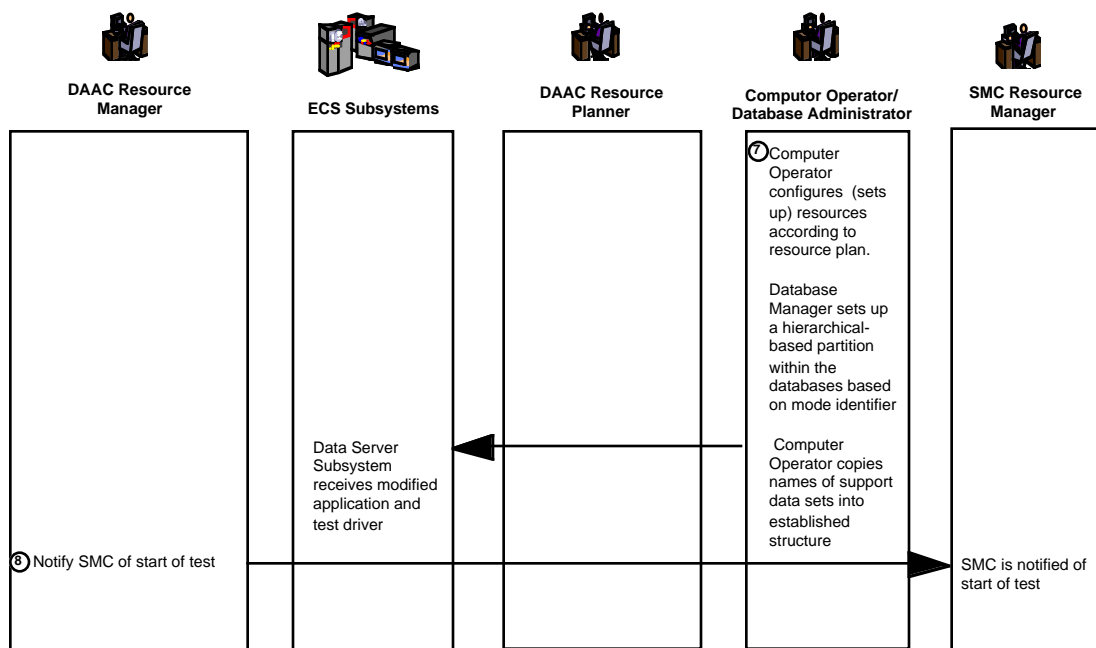 DAAC Resource
Manager
ECS Subsystems
DAAC Resource
Planner
Computor Operator/
Database Administrator
SMC Resource
Manager
7 Computer
Operator
configures (sets
up) resources
according to
resource plan.
Database
Manager sets up
a hierarchical-
based partition
within the
databases based
on mode identifier
Computer
Operator copies
names of support
data sets into
established
structure
Data Server
Subsystem
receives modified
application and
test driver
8 Notify SMC of start of test
SMC is notified of
start of test